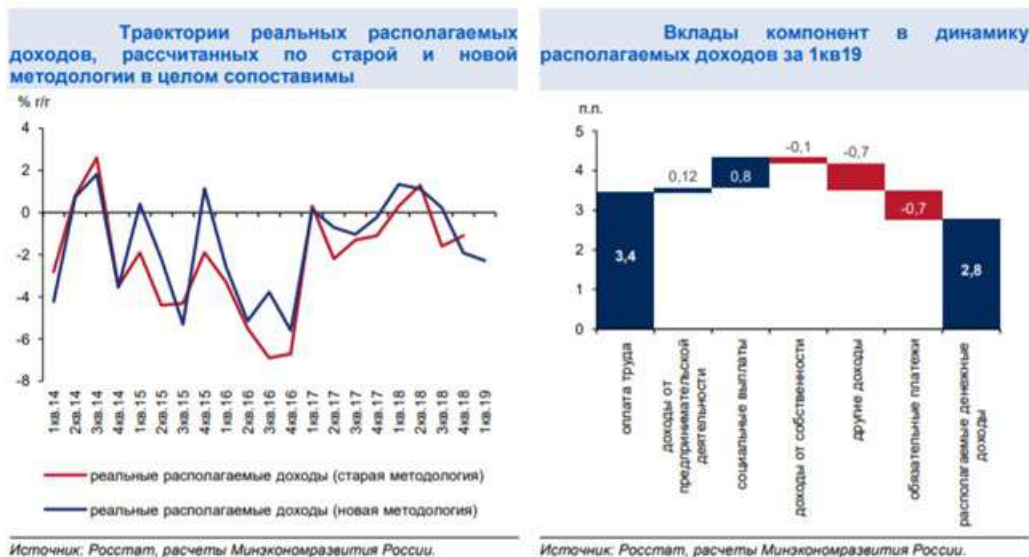 Траектории реальных располагаемых
доходов, рассчитанных по старой и новой
методологии в целом сопоставимы
% г/г
4
2
0
-2
-4
-6
-8
1кв.14
2кв.14
3кв.14
4кв.14
1кв.15
2кв.15
3кв.15
4кв.15
1кв.16
2кв.16
3кв.16
4кв.16
1кв.17
2кв.17
3кв.17
4кв.17
1кв.18
2кв.18
3кв.18
4кв.18
1кв.19
реальные располагаемые доходы (старая методология)
реальные располагаемые доходы (новая методология)
Источник: Росстат, расчеты Минэкономразвития России.
Вклады компонент в динамику
располагаемых доходов за 1кв19
п.п.
5
4
3
2
1
0
3,4
0,12
0,8
-0,1
-0,7
-0,7
2,8
оплата труда
доходы от
предпринимательской
деятельности
социальные выплаты
доходы от собственности
другие доходы
обязательные платежи
располагаемые денежные
доходы
Источник: Росстат, расчеты Минэкономразвития России.